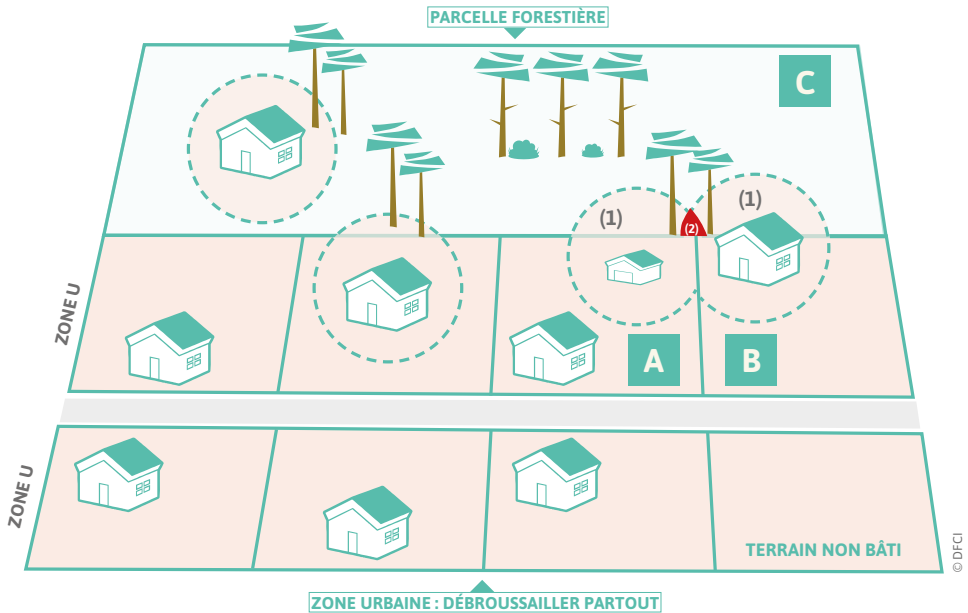 PARCELLE FORESTIÈRE
C
(1)
(1)
(2)
ZONE U
A
B
ZONE U
TERRAIN NON BÂTI
© DFCI
ZONE URBAINE : DÉBROUSSAILLER PARTOUT